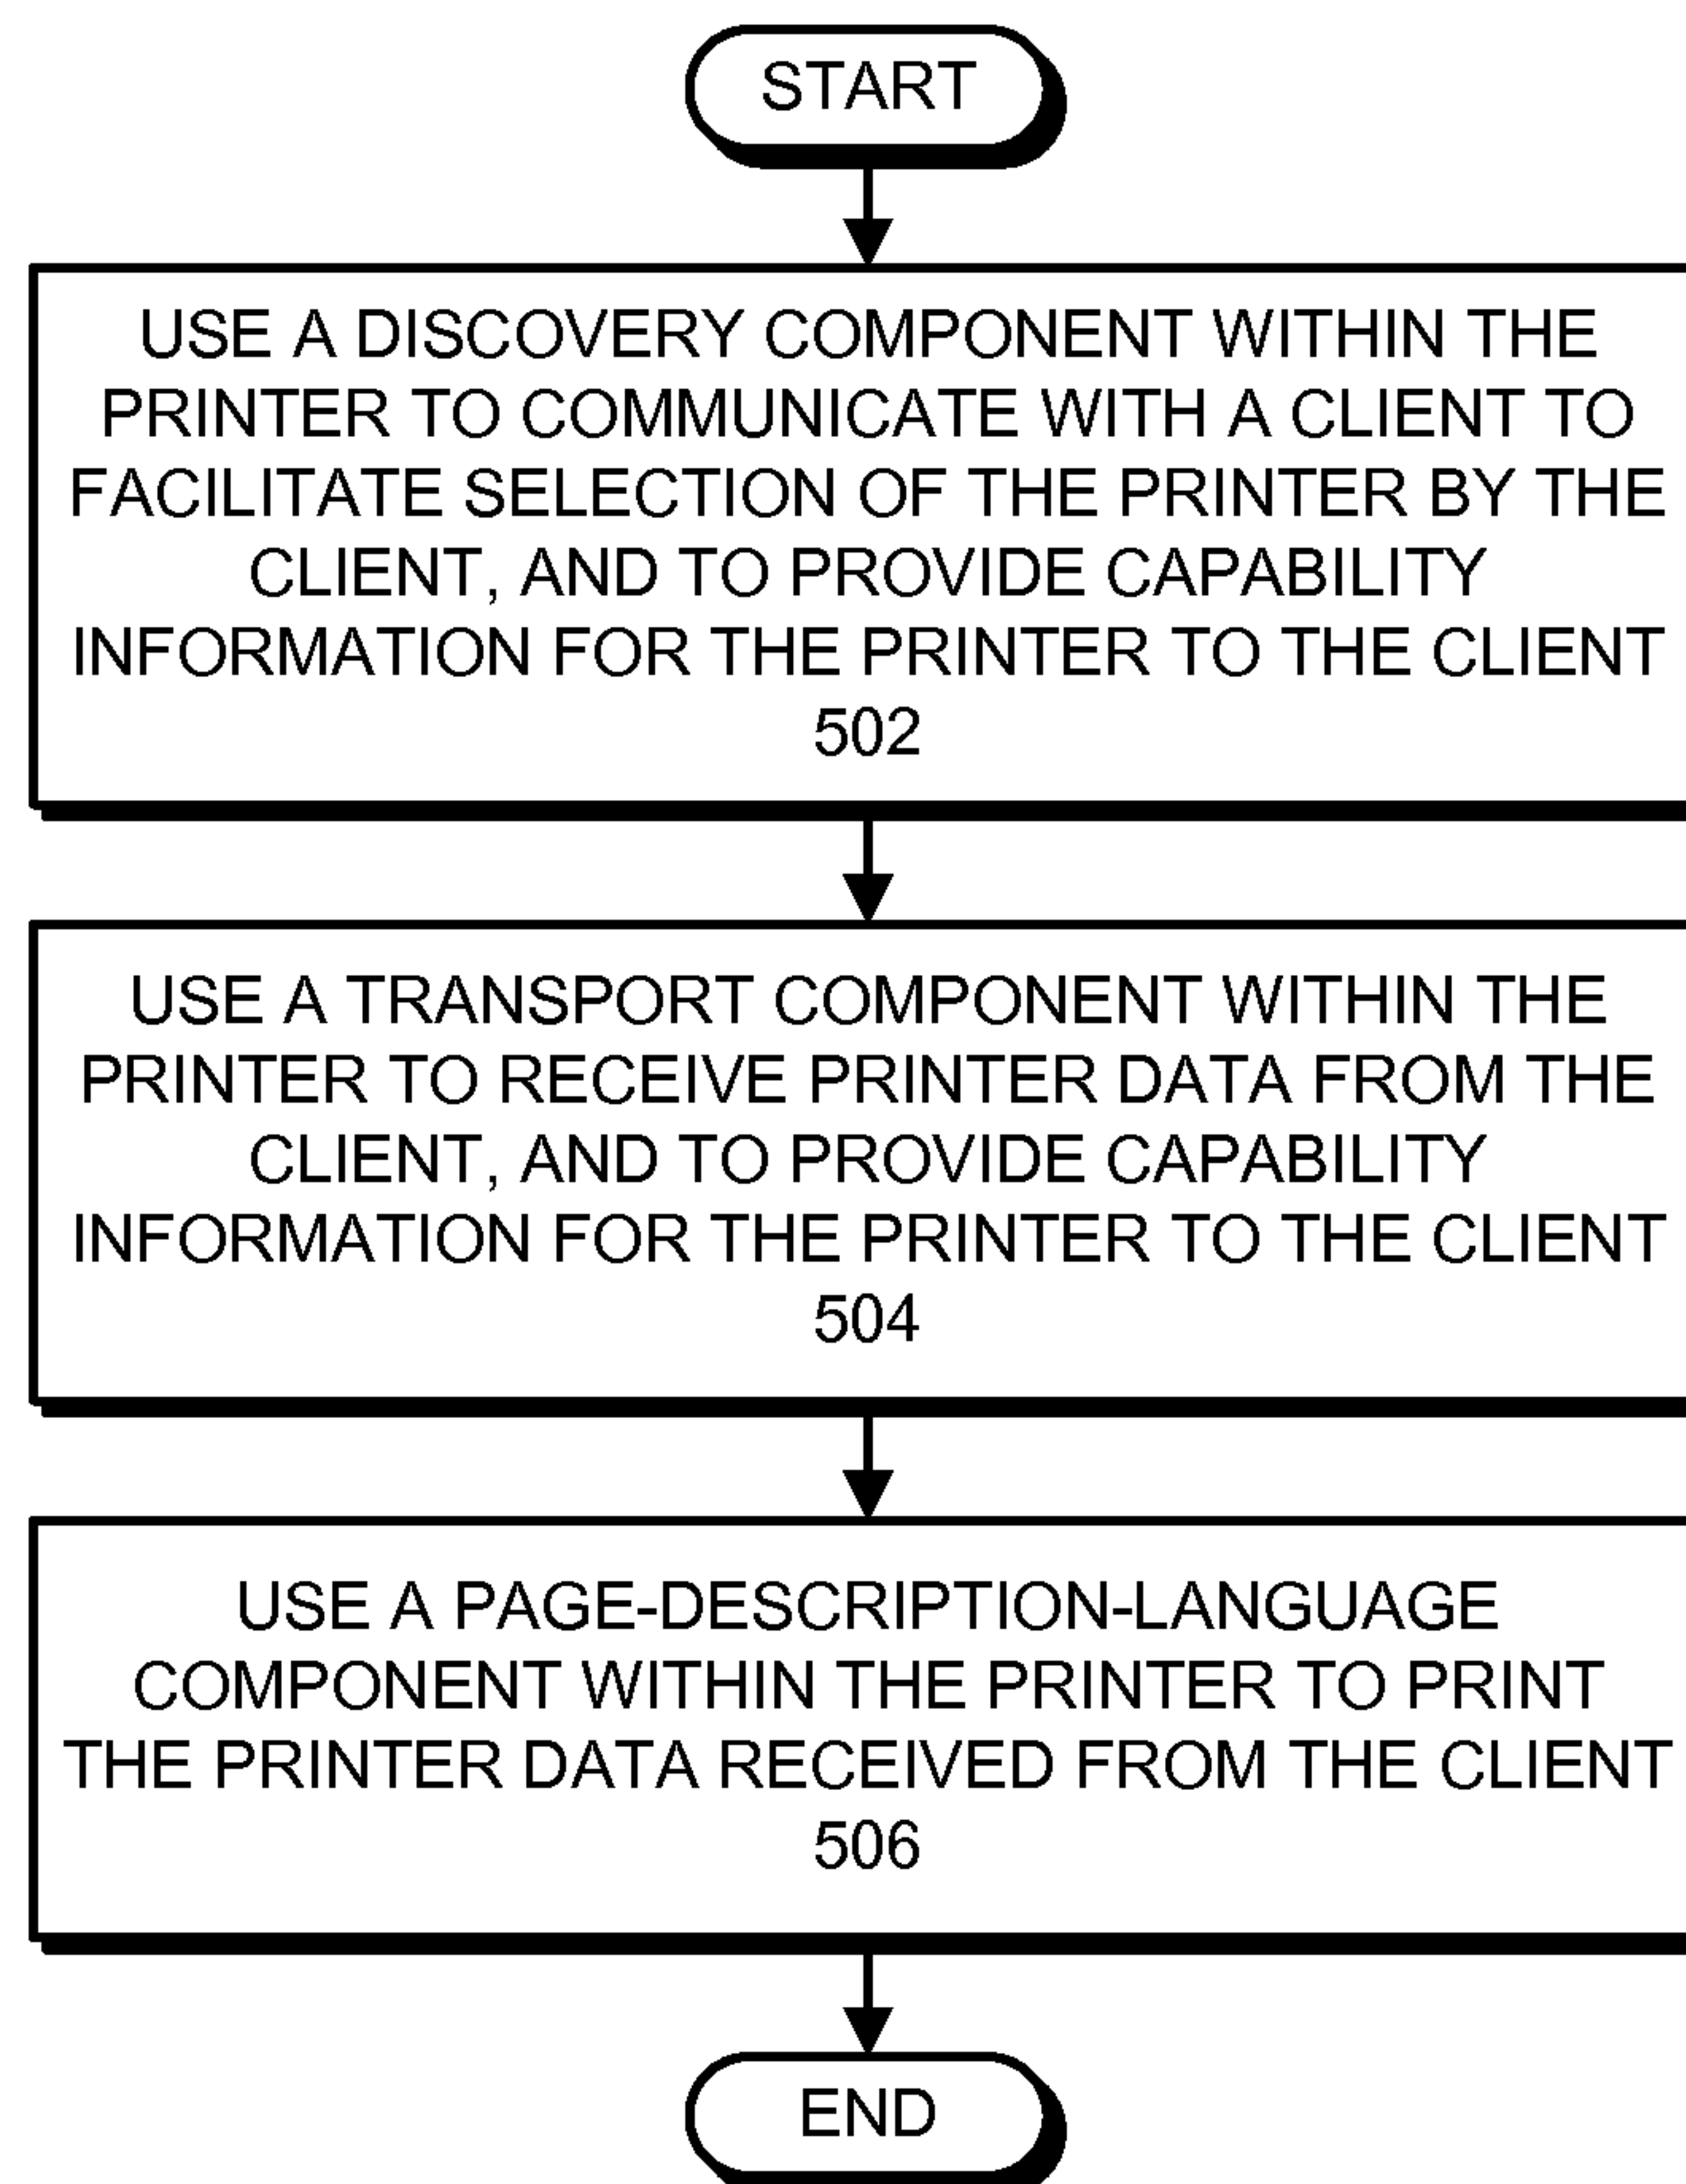 START
USE A DISCOVERY COMPONENT WITHIN THE
PRINTER TO COMMUNICATE WITH A CLIENT TO
FACILITATE SELECTION OF THE PRINTER BY THE
CLIENT, AND TO PROVIDE CAPABILITY
INFORMATION FOR THE PRINTER TO THE CLIENT
502
USE A TRANSPORT COMPONENT WITHIN THE
PRINTER TO RECEIVE PRINTER DATA FROM THE
CLIENT, AND TO PROVIDE CAPABILITY
INFORMATION FOR THE PRINTER TO THE CLIENT
504
USE A PAGE-DESCRIPTION-LANGUAGE
COMPONENT WITHIN THE PRINTER TO PRINT
THE PRINTER DATA RECEIVED FROM THE CLIENT
506
END